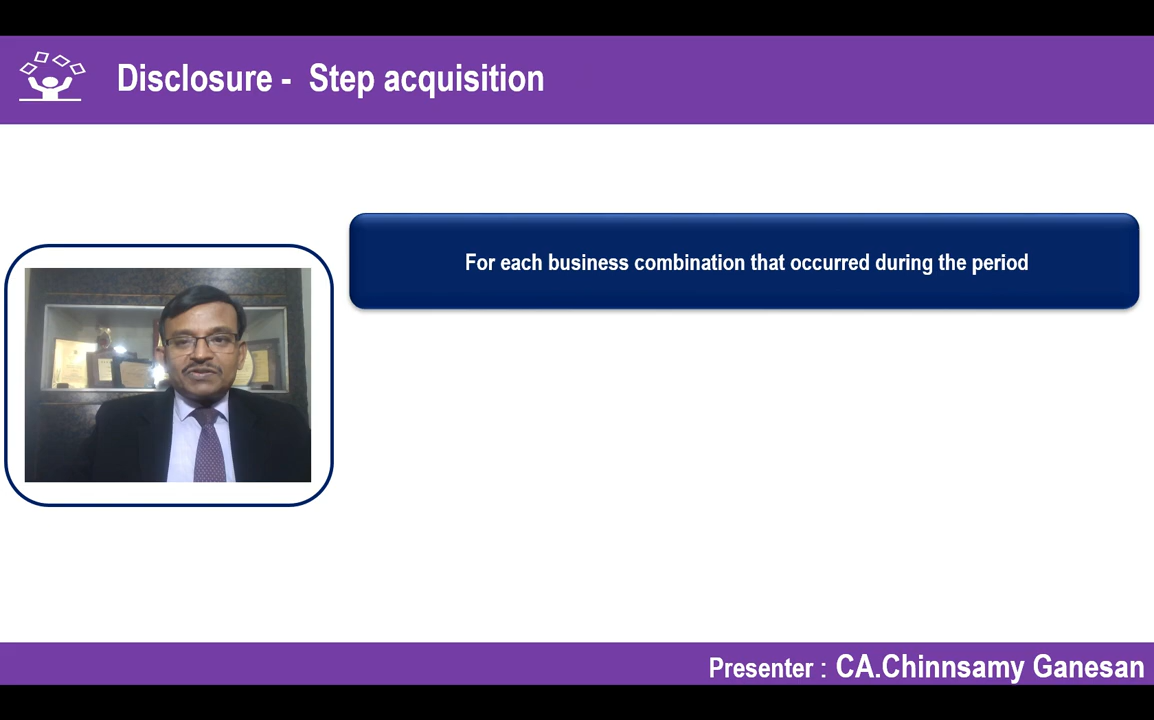 Disclosure - Step acquisition
For each business combination that occurred during the period
Presenter : CA.Chinnsamy Ganesan